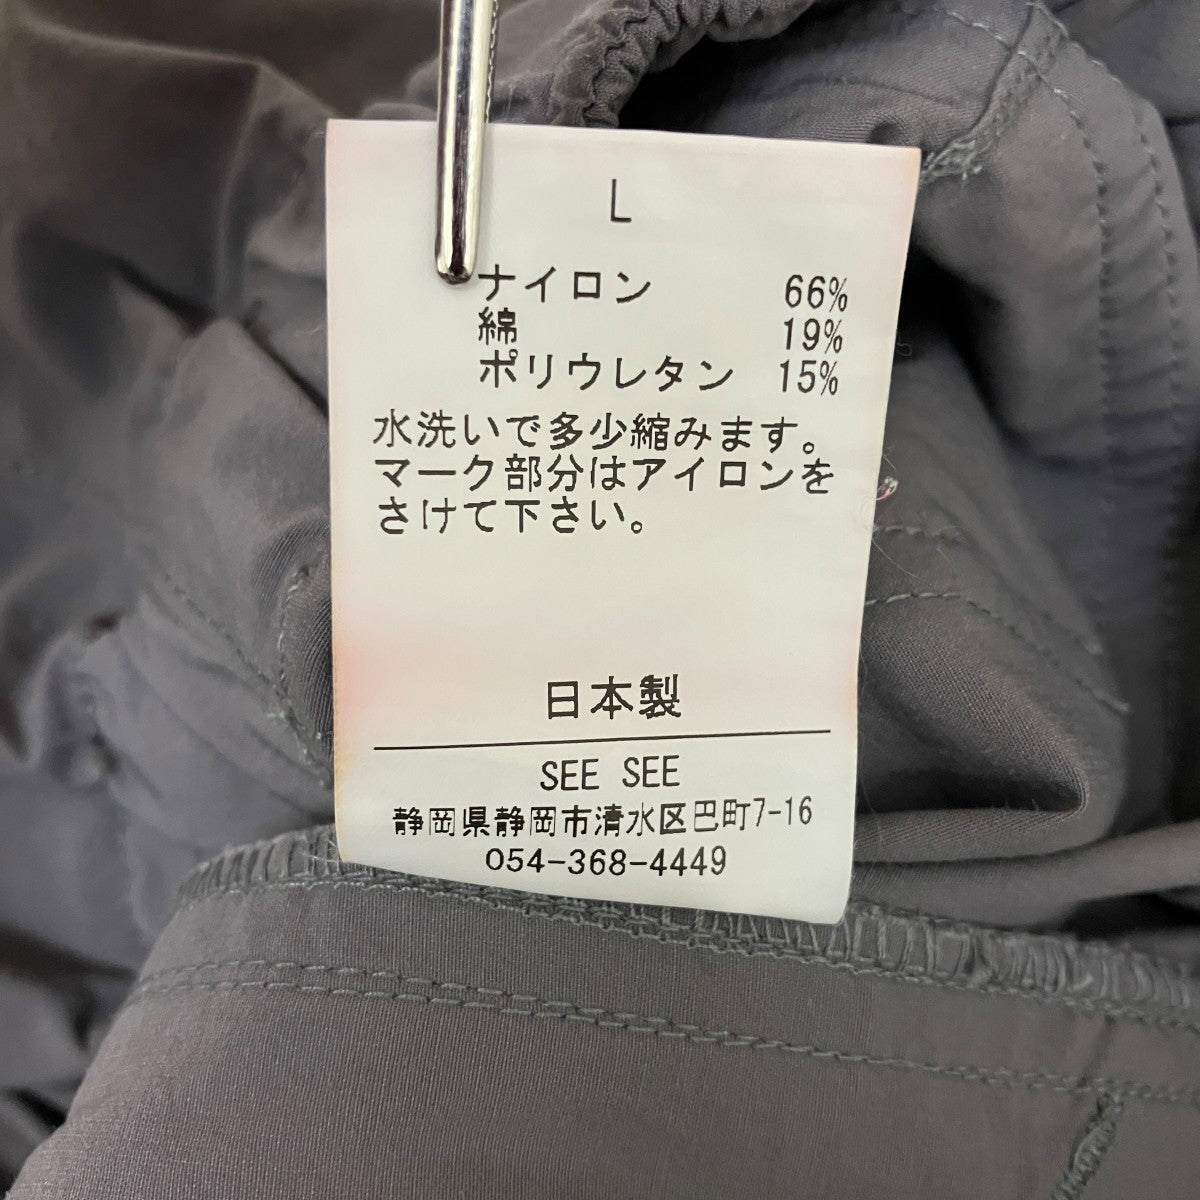 L
ナイロン 66%
綿 19%
ポリウレタン 15%
水洗いで多少縮みます。
マーク部分はアイロンを
さけて下さい。
日本製
SEE SEE
静岡県静岡市清水区巴町7-16
054-368-4449